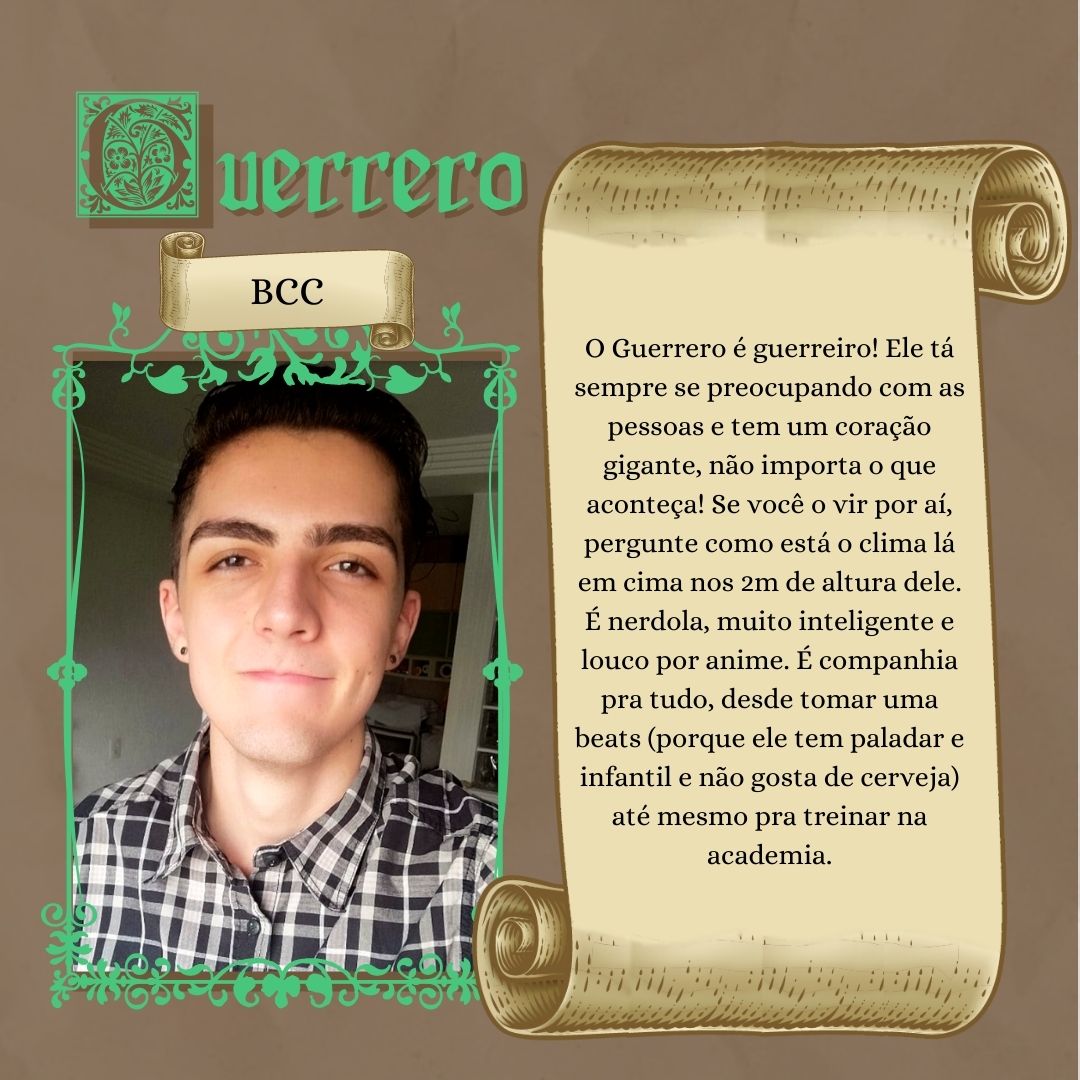 Guerrero
BCC
O Guerrero é guerreiro! Ele tá
sempre se preocupando com as
pessoas e tem um coração
gigante, não importa o que
aconteça! Se você o vir por aí,
pergunte como está o clima lá
em cima nos 2m de altura dele.
É nerdola, muito inteligente e
louco por anime. É companhia
pra tudo, desde tomar uma
beats (porque ele tem paladar e
infantil e não gosta de cerveja)
até mesmo pra treinar na
academia.